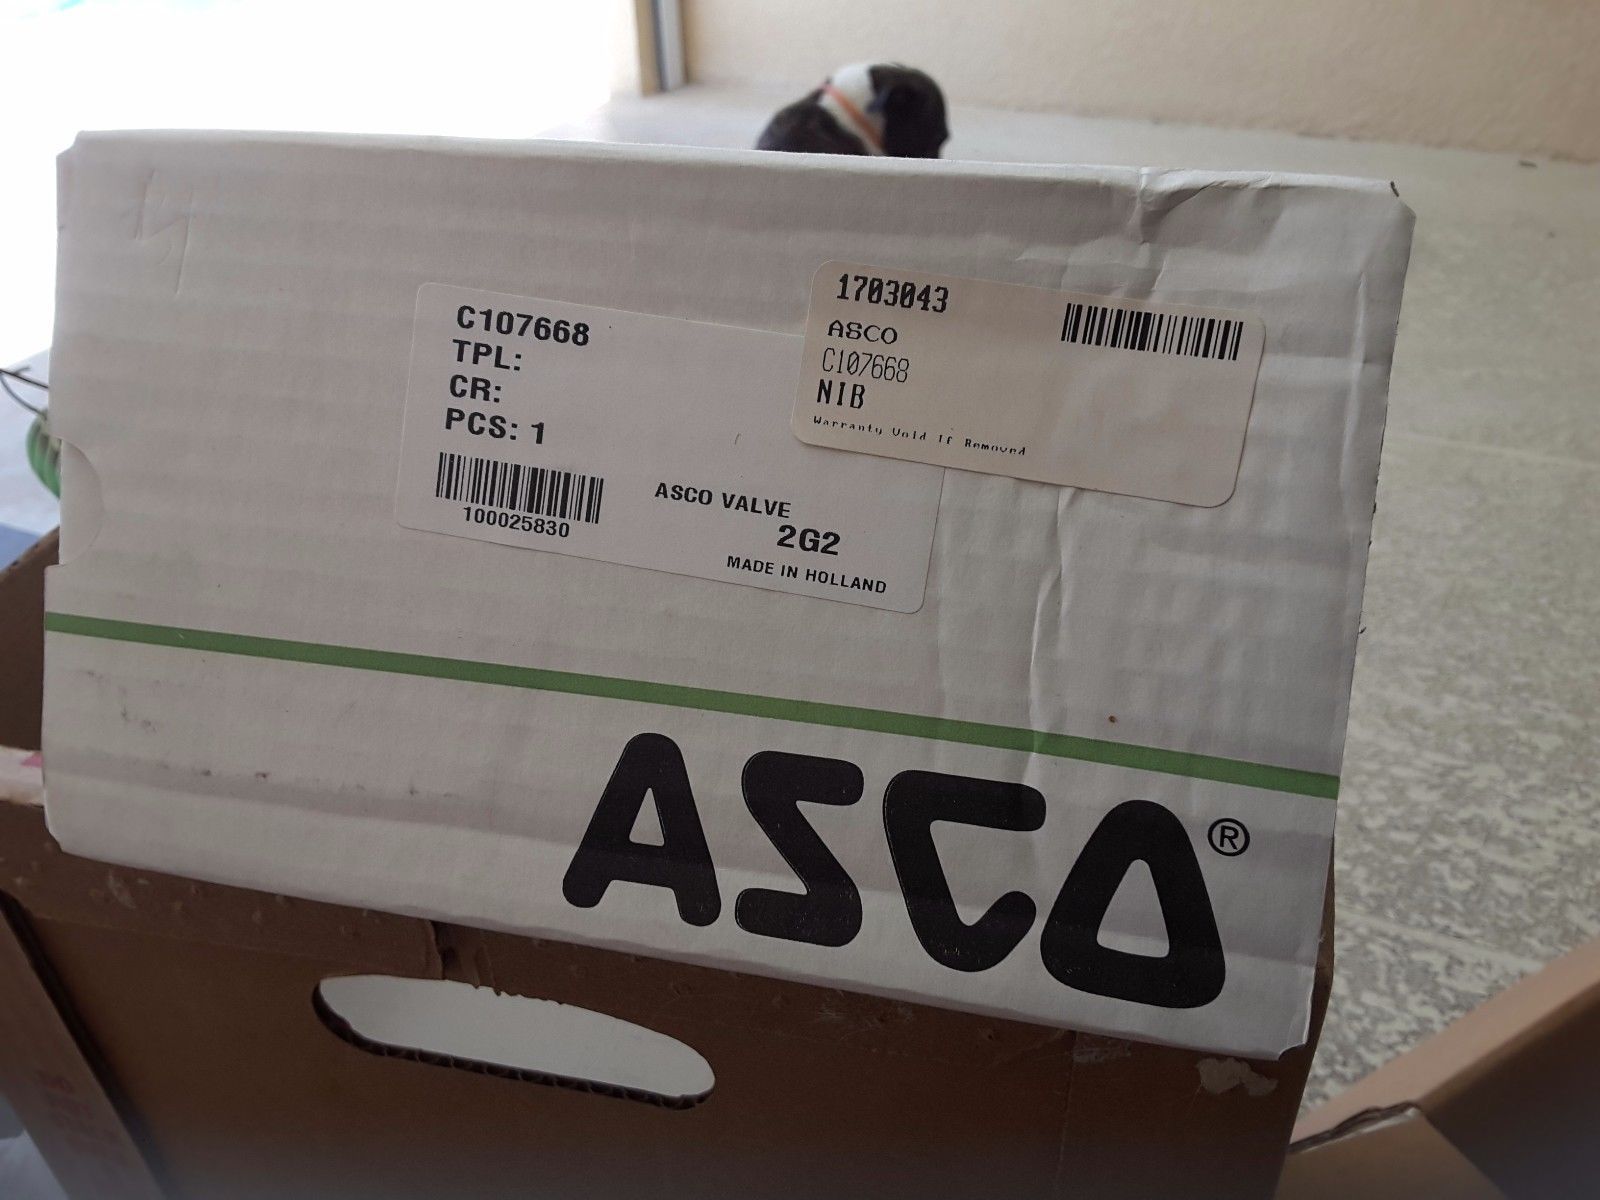 C107668
TPL:
CR:
PCS: 1
100025830
ASCO VALVE
2G2
MADE IN HOLLAND
1703043
ASCO
C107668
NIB
Warranty Void If Removed
ASCO®